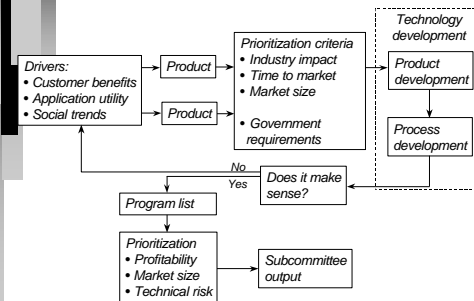 Technology
development
Drivers:
• Customer benefits
• Application utility
• Social trends
Product
Product
Prioritization criteria
• Industry impact
• Time to market
• Market size
• Government
requirements
Product
development
Process
development
No
Yes
Does it make
sense?
Program list
Prioritization
• Profitability
• Market size
• Technical risk
Subcommittee
output